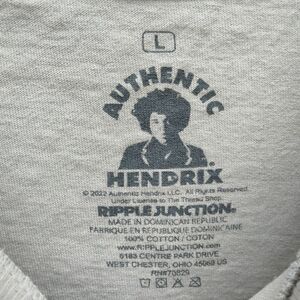 L
AUTHENTIC
HENDRIX.
© 2022 Authentic Hendrix LLC. All Rights Reserved.
Under License to The Thread Shop.
RIPPLE JUNCTION®
MADE IN DOMINICAN REPUBLIC
FABRIQUE EN RÉPUBLIQUE DOMINICAINE
100% COTTON / COTON
www.RIPPLEJUNCTION.com
6183 CENTRE PARK DRIVE
WEST CHESTER, OHIO 45069 US
RN#70829